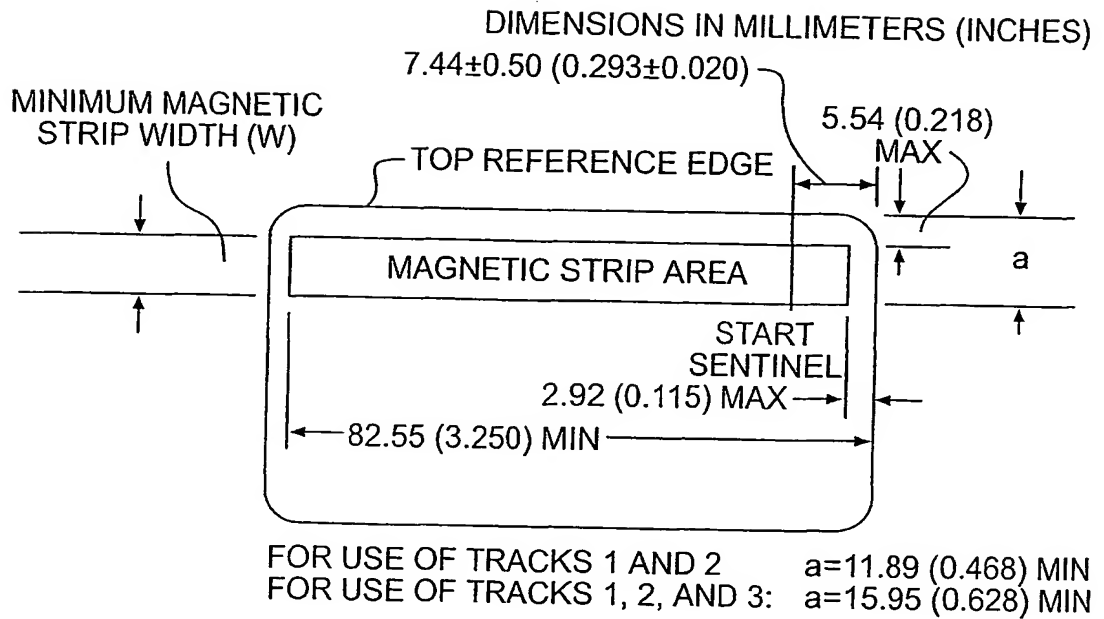 DIMENSIONS IN MILLIMETERS (INCHES)
7.44±0.50 (0.293±0.020)
MINIMUM MAGNETIC
STRIP WIDTH (W)
5.54 (0.218)
MAX
TOP REFERENCE EDGE
MAGNETIC STRIP AREA
a
START
SENTINEL
2.92 (0.115) MAX
82.55 (3.250) MIN
FOR USE OF TRACKS 1 AND 2 a=11.89 (0.468) MIN
FOR USE OF TRACKS 1, 2, AND 3: a=15.95 (0.628) MIN